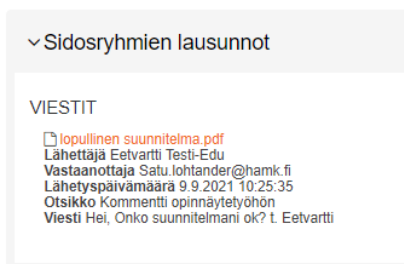 Sidosryhmien lausunnot
VIESTIT
lopullinen suunnitelma.pdf
Lähettäjä Eetvartti Testi-Edu
Vastaanottaja Satu.lohtander@hamk.fi
Lähetyspäivämäärä 9.9.2021 10:25:35
Otsikko Kommentti opinnäytetyöhön
Viesti Hei, Onko suunnitelmani ok? t. Eetvartti